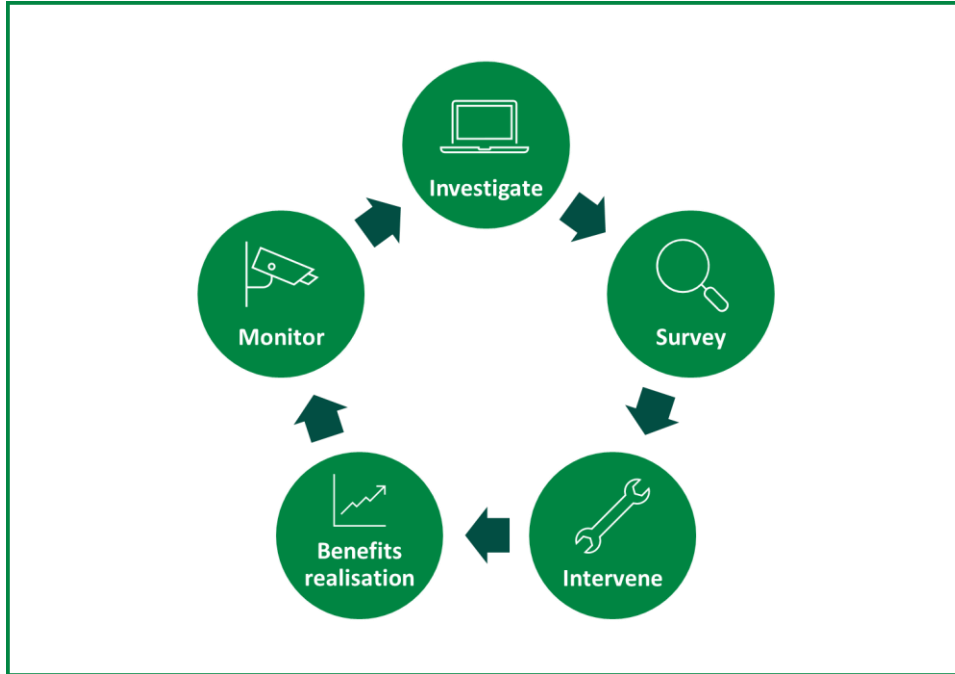 Investigate
Survey
Intervene
Benefits
realisation
Monitor